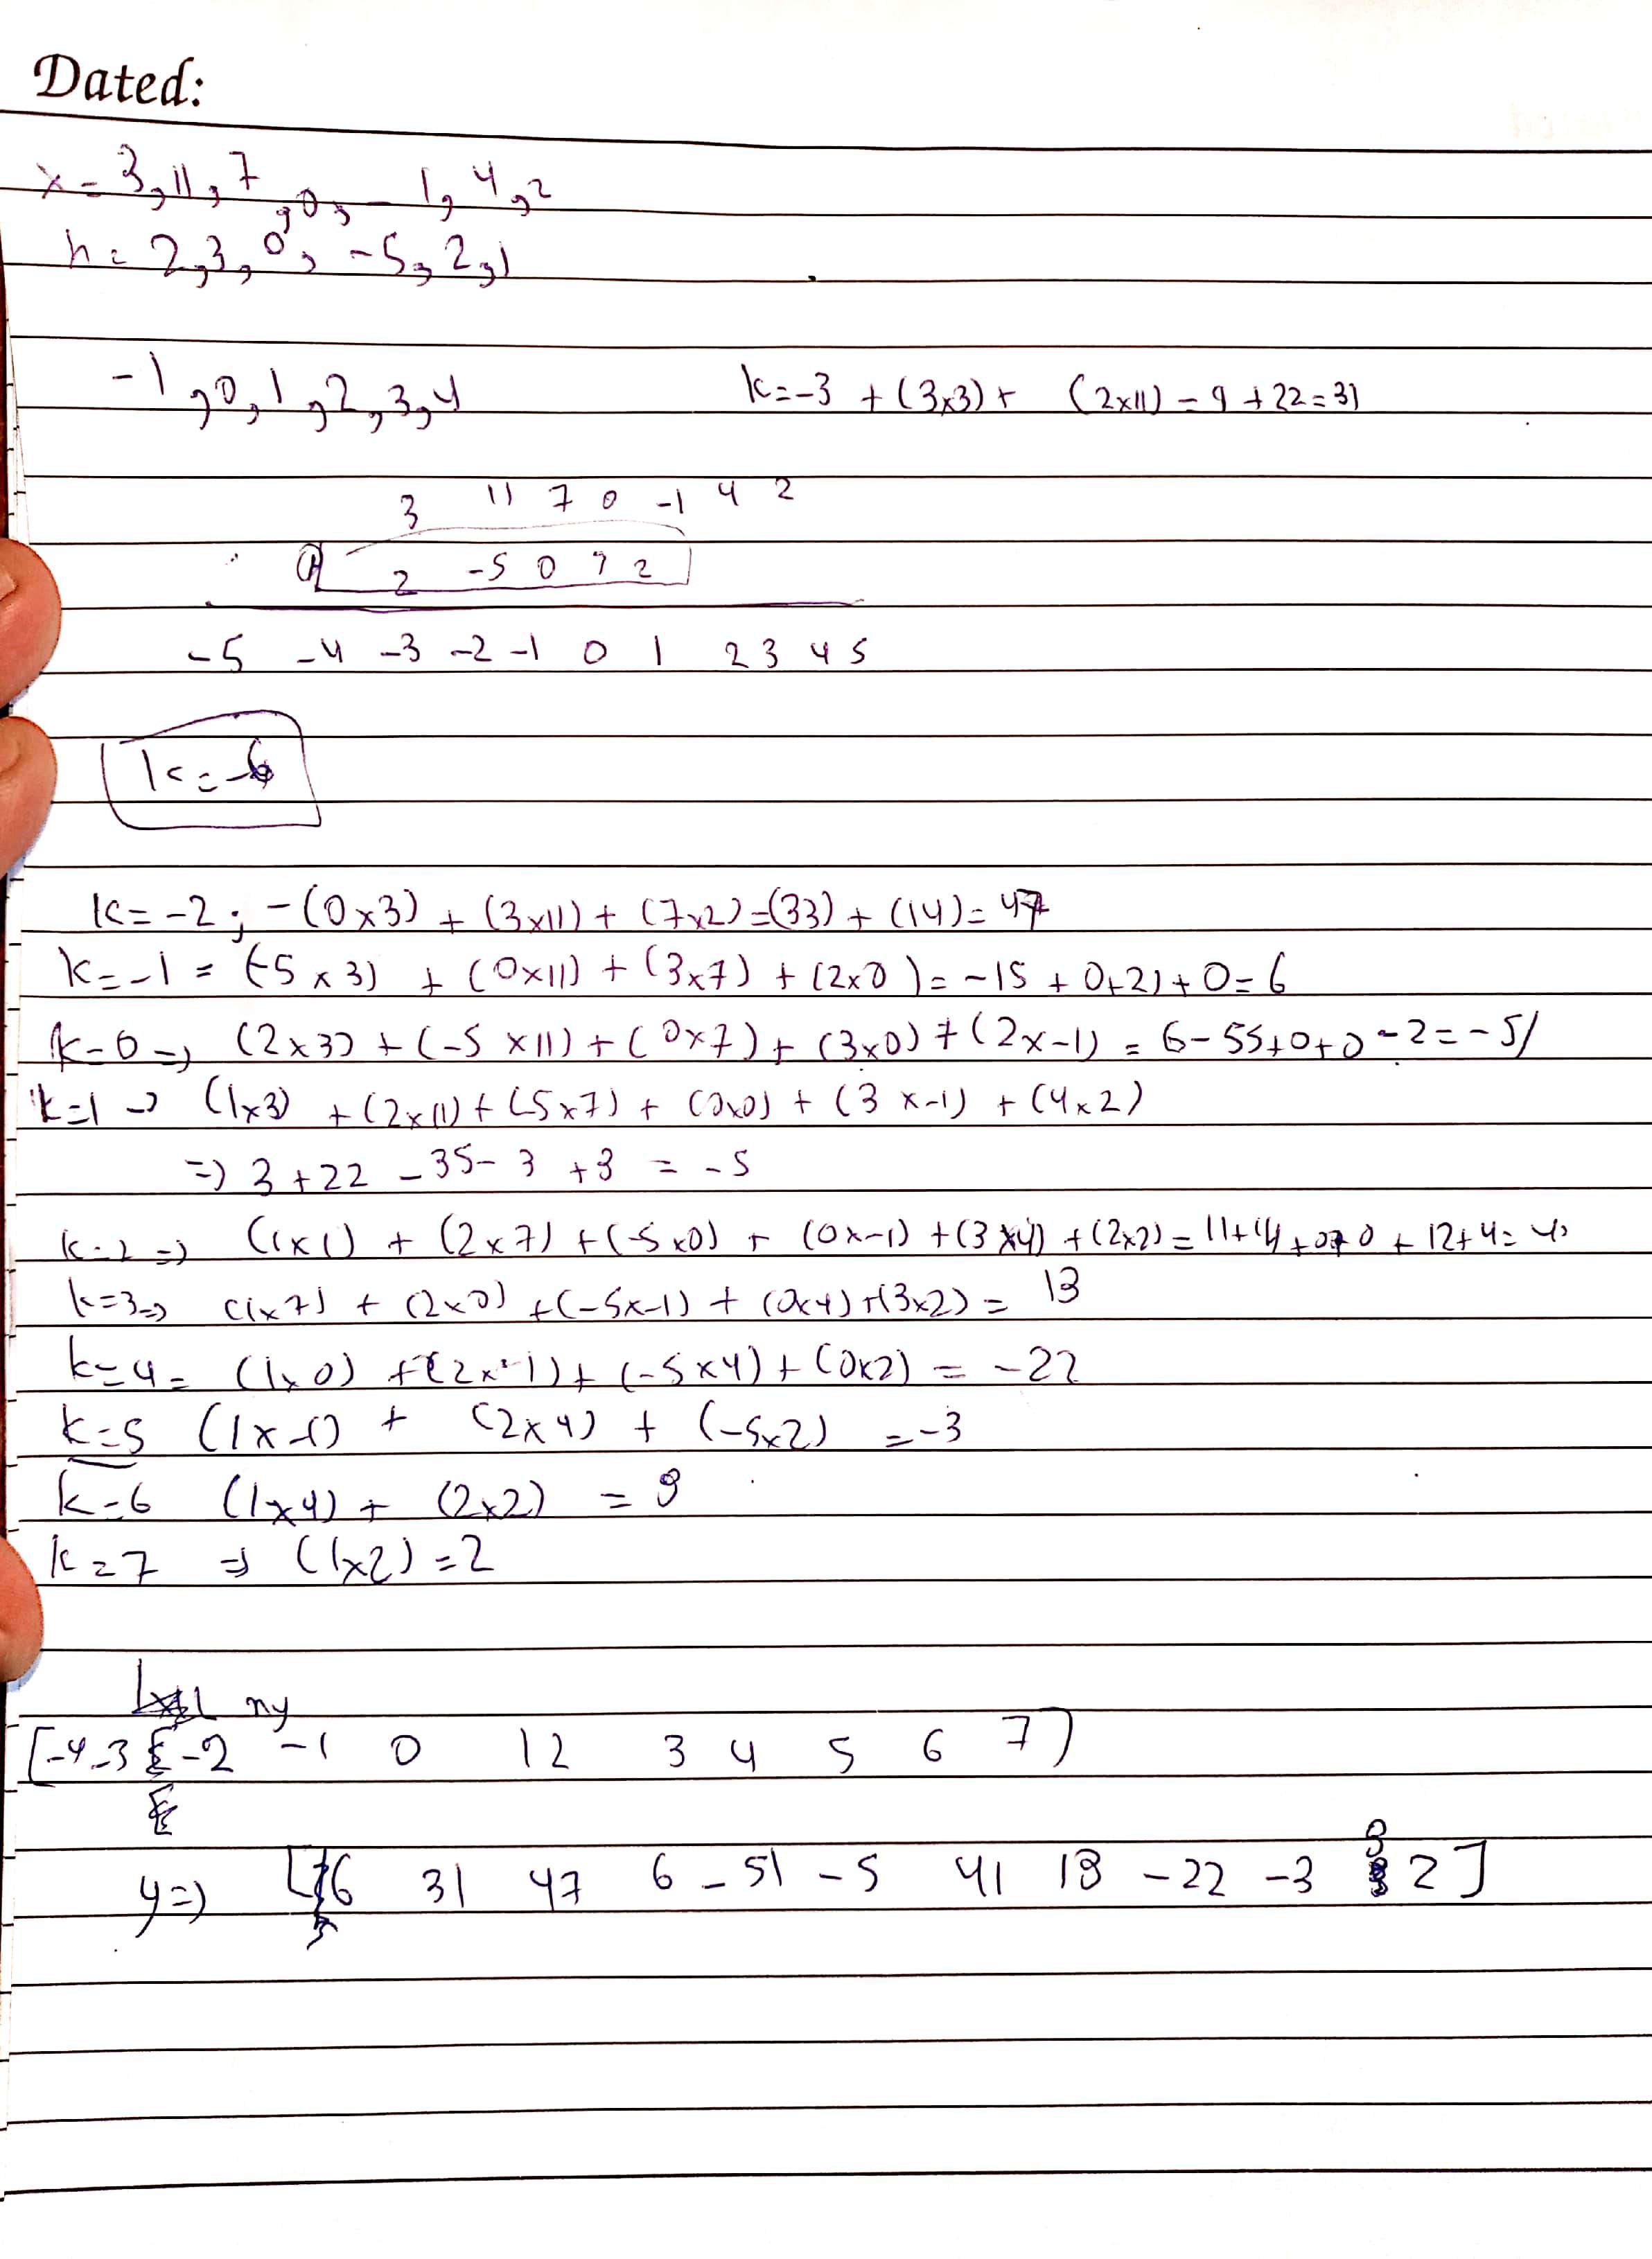 Dated:
x = 3, 11, 7, 0, -1, 4, 2
h = 2, 3, 0, -5, 2, 1
-1, 0, 1, 2, 3, 4
k=-3 + (3x3) + (2x11) = 9 + 22 = 31
3 11 7 0 -1 4 2
2 -5 0 3 2
-5 -4 -3 -2 -1 0 1 2 3 4 5
k=-6
k= -2; -(0x3) + (3x11) + (7x2) = (33) + (14) = 47
k=-1 = (-5 x 3) + (0x11) + (3x7) + (2x0) = -15 + 0+21+0=6
k=0 => (2x3) + (-5 x11) + (0x7) + (3x0) + (2x-1) = 6-55+0+0-2=-51
k=1 -> (1x3) + (2x11) + (-5x7) + (0x0) + (3 x-1) + (4x2)
=> 3+22 -35-3 +8 = -5
k=2 => (1x11) + (2x7) + (-5x0) + (0x-1) + (3x4) + (2x2) = 11+14+0+0+12+4=41
k=3=> (1x7) + (2x0) + (-5x-1) + (0x4)+(3x2) = 18
k=4= (1x0) + (2x-1) + (-5x4) + (0x2) = -22
k=5 (1x-1) + (2x4) + (-5x2) =-3
k=6 (1x4) + (2x2) = 8
k=7 => (1x2) =2
ny
[-4 -3 -2 -1 0 1 2 3 4 5 6 7]
y=> [6 31 47 6 -51 -5 41 18 -22 -3 8 2]